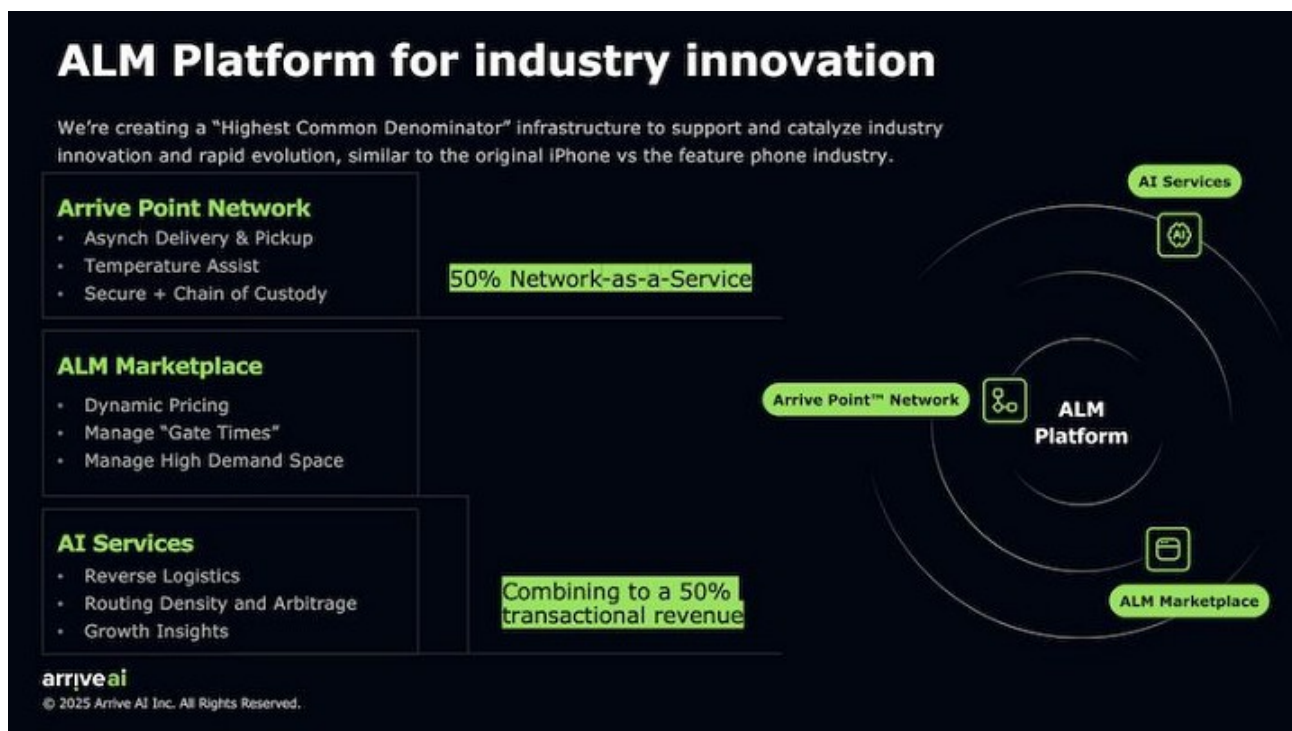 ALM Platform for industry innovation
We're creating a “Highest Common Denominator” infrastructure to support and catalyze industry
innovation and rapid evolution, similar to the original iPhone vs the feature phone industry.
Arrive Point Network
• Asynch Delivery & Pickup
• Temperature Assist
• Secure + Chain of Custody
50% Network-as-a-Service
ALM Marketplace
• Dynamic Pricing
• Manage “Gate Times”
• Manage High Demand Space
AI Services
• Reverse Logistics
• Routing Density and Arbitrage
• Growth Insights
Combining to a 50%
transactional revenue
AI Services
AI
Arrive Point™ Network
ALM
Platform
ALM Marketplace
arriveai
© 2025 Arrive AI Inc. All Rights Reserved.